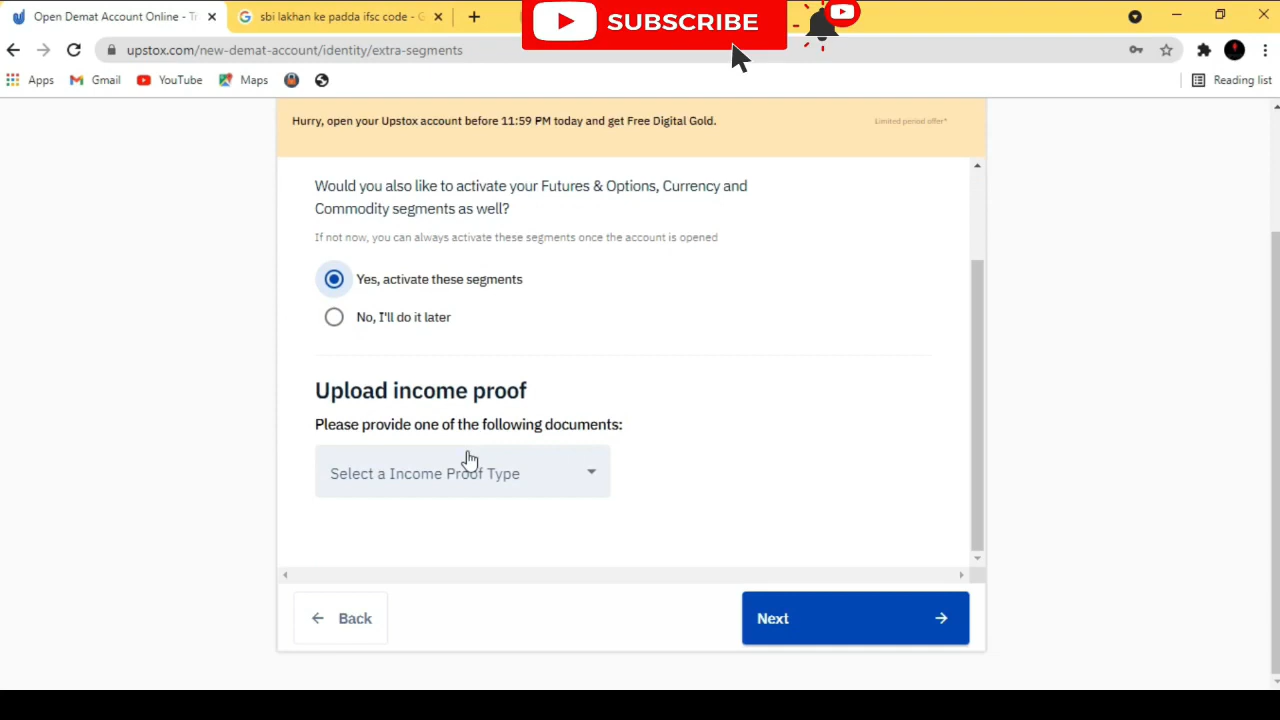 Open Demat Account Online - Tr
sbi lakhan ke padda ifsc code - G
SUBSCRIBE
upstox.com/new-demat-account/identity/extra-segments
Apps
Gmail
YouTube
Maps
Reading list
Hurry, open your Upstox account before 11:59 PM today and get Free Digital Gold.
Limited period offer*
Would you also like to activate your Futures & Options, Currency and
Commodity segments as well?
If not now, you can always activate these segments once the account is opened
Yes, activate these segments
No, I'll do it later
Upload income proof
Please provide one of the following documents:
Select a Income Proof Type
Back
Next